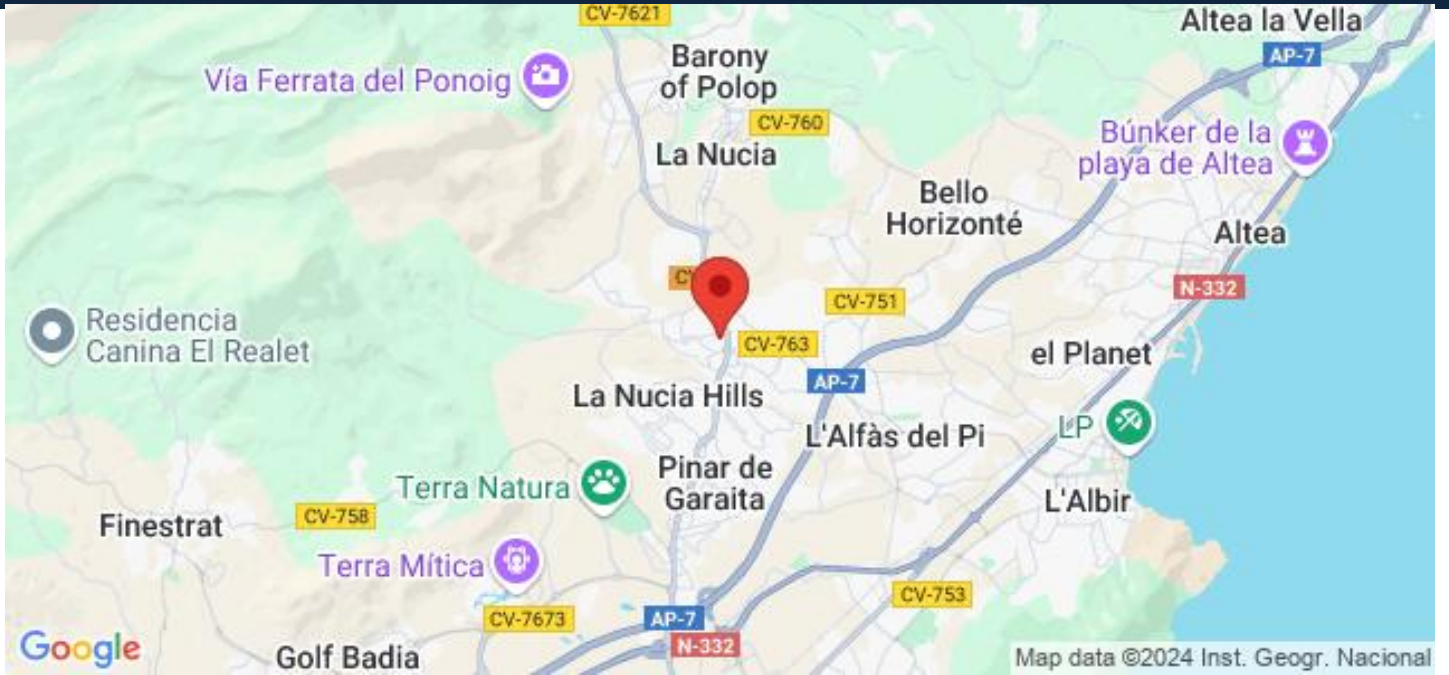 CV-7621
Altea la Vella
AP-7
Barony
of Polop
Vía Ferrata del Ponoig
CV-760
Búnker de la
playa de Altea
La Nucia
Bello
Horizonté
Altea
N-332
CV-751
Residencia
Canina El Realet
CV-763
el Planet
AP-7
La Nucia Hills
L'Alfàs del Pi
LP
Pinar de
Garaita
Terra Natura
L'Albir
Finestrat
CV-758
Terra Mítica
CV-753
CV-7673
AP-7
N-332
Google
Golf Badia
Map data ©2024 Inst. Geogr. Nacional